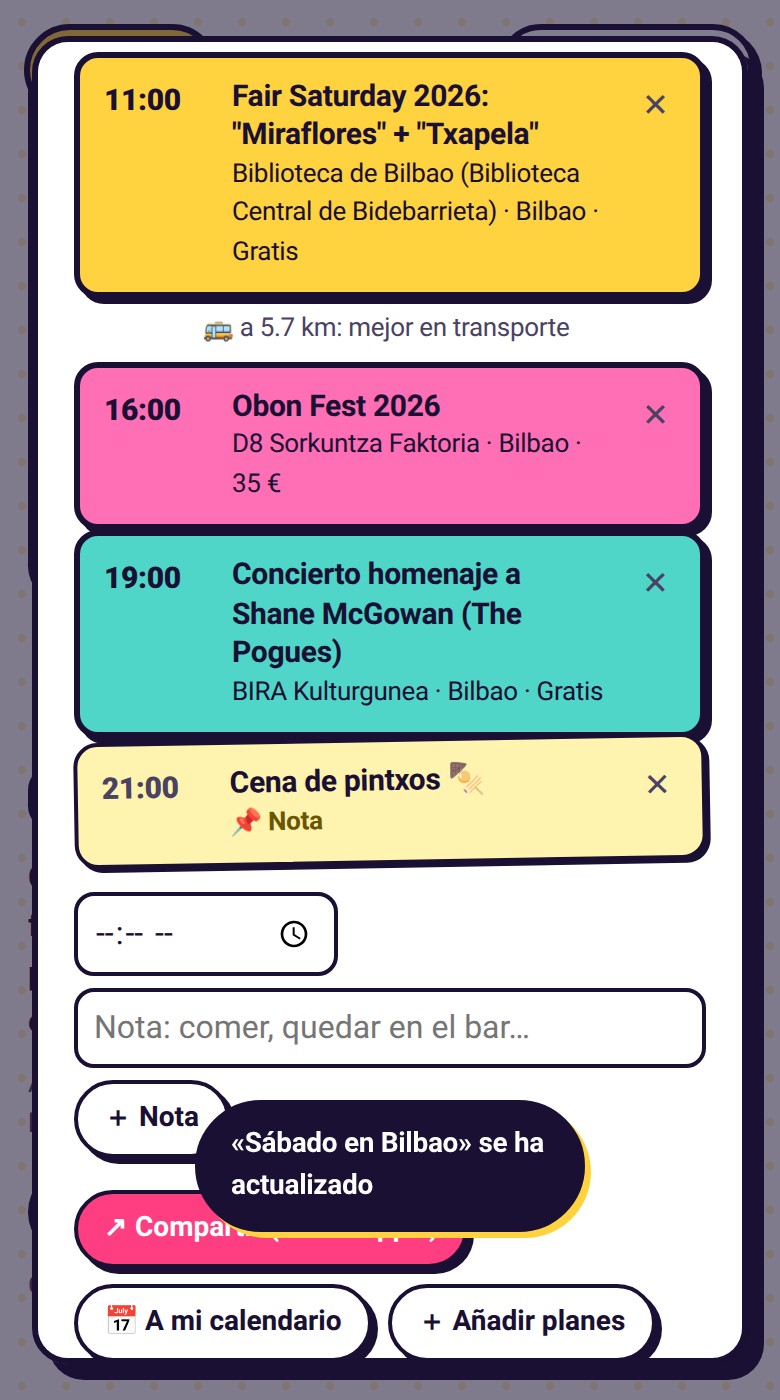 11:00
Fair Saturday 2026:
"Miraflores" + "Txapela"
Biblioteca de Bilbao (Biblioteca
Central de Bidebarrieta) · Bilbao ·
Gratis
a 5.7 km: mejor en transporte
16:00
Obon Fest 2026
D8 Sorkuntza Faktoria · Bilbao ·
35 €
19:00
Concierto homenaje a
Shane McGowan (The
Pogues)
BIRA Kulturgunea · Bilbao · Gratis
21:00
Cena de pintxos
Nota
--:-- --
Nota: comer, quedar en el bar…
+ Nota
«Sábado en Bilbao» se ha
actualizado
A mi calendario
+ Añadir planes